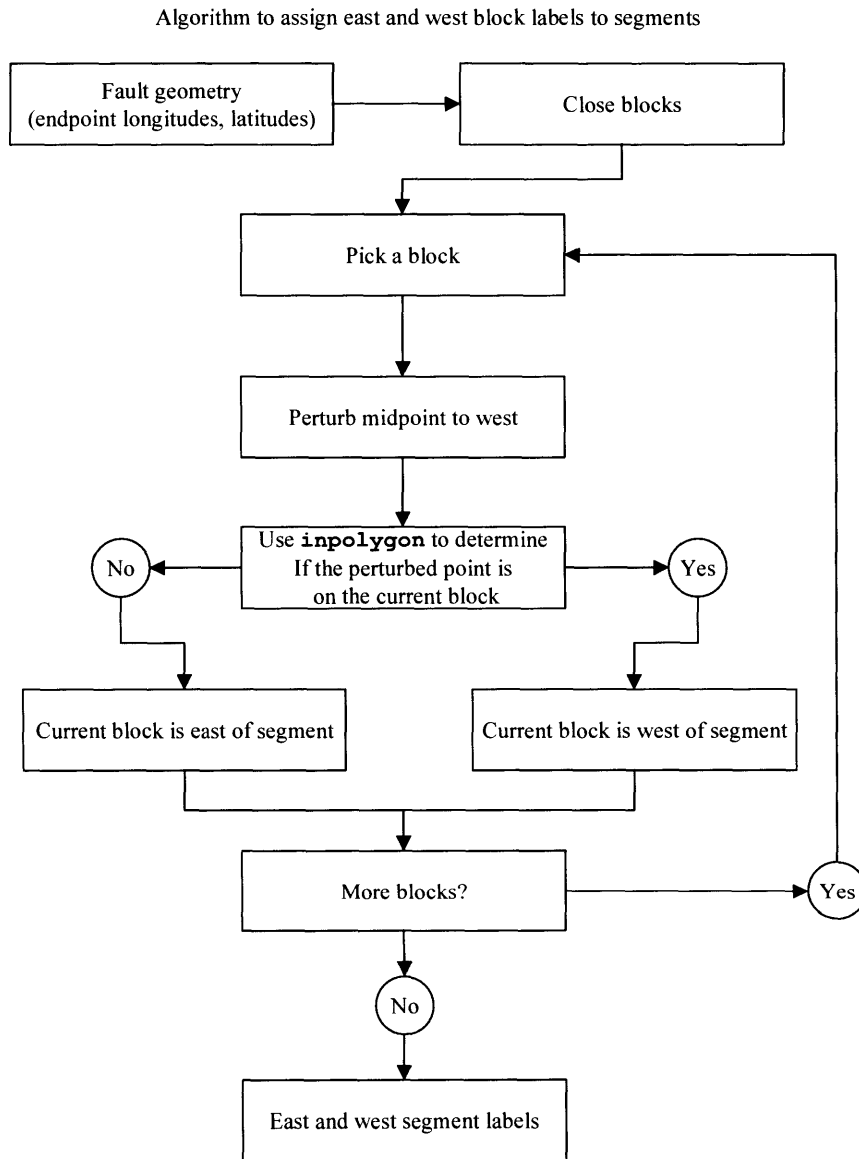 Algorithm to assign east and west block labels to segments
Fault geometry
(endpoint longitudes, latitudes)
Close blocks
Pick a block
Perturb midpoint to west
Use inpolygon to determine
If the perturbed point is
on the current block
No
Yes
Current block is east of segment
Current block is west of segment
More blocks?
Yes
No
East and west segment labels